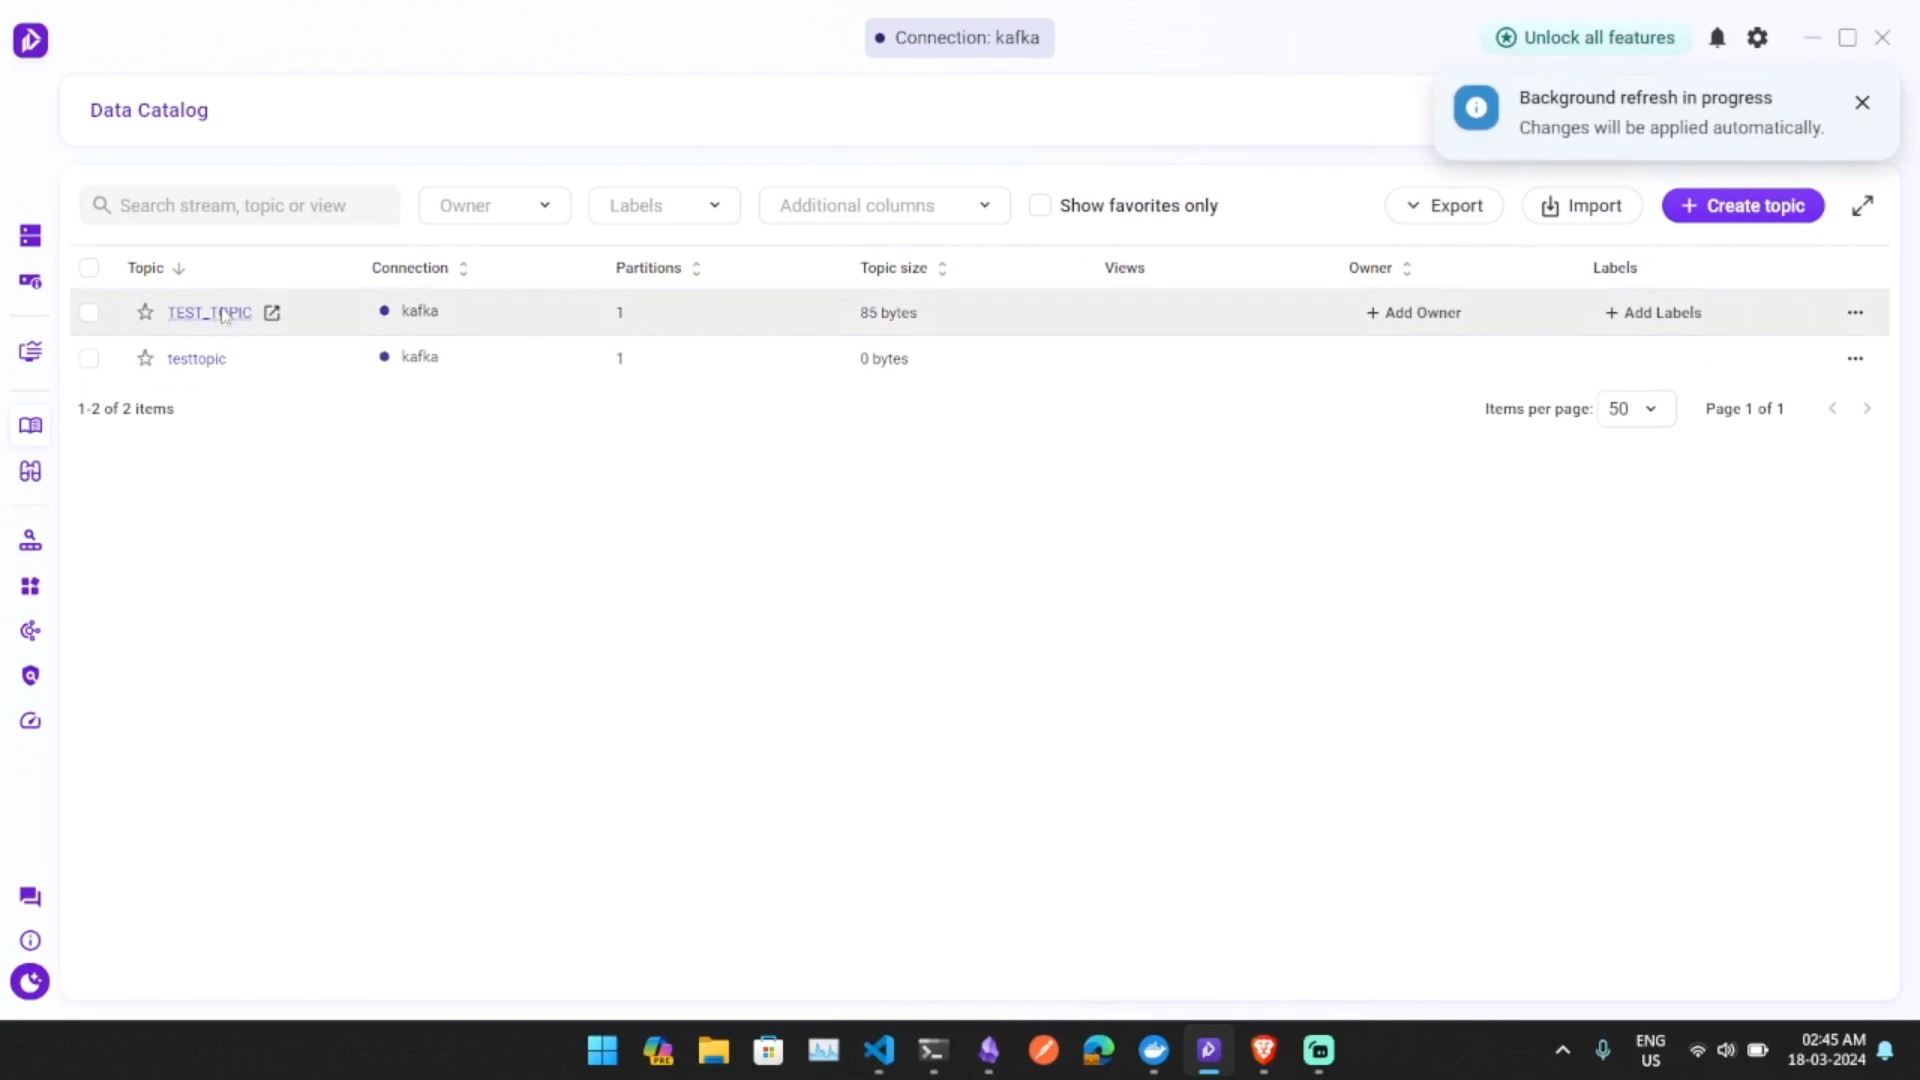 Connection: kafka
Unlock all features
Data Catalog
Background refresh in progress
Changes will be applied automatically.
Search stream, topic or view
Owner
Labels
Additional columns
Show favorites only
Export
Import
+ Create topic
Topic
Connection
Partitions
Topic size
Views
Owner
Labels
TEST_TOPIC
kafka
1
85 bytes
+ Add Owner
+ Add Labels
testtopic
kafka
1
0 bytes
1-2 of 2 items
Items per page: 50
Page 1 of 1
PRE
ENG
US
02:45 AM
18-03-2024